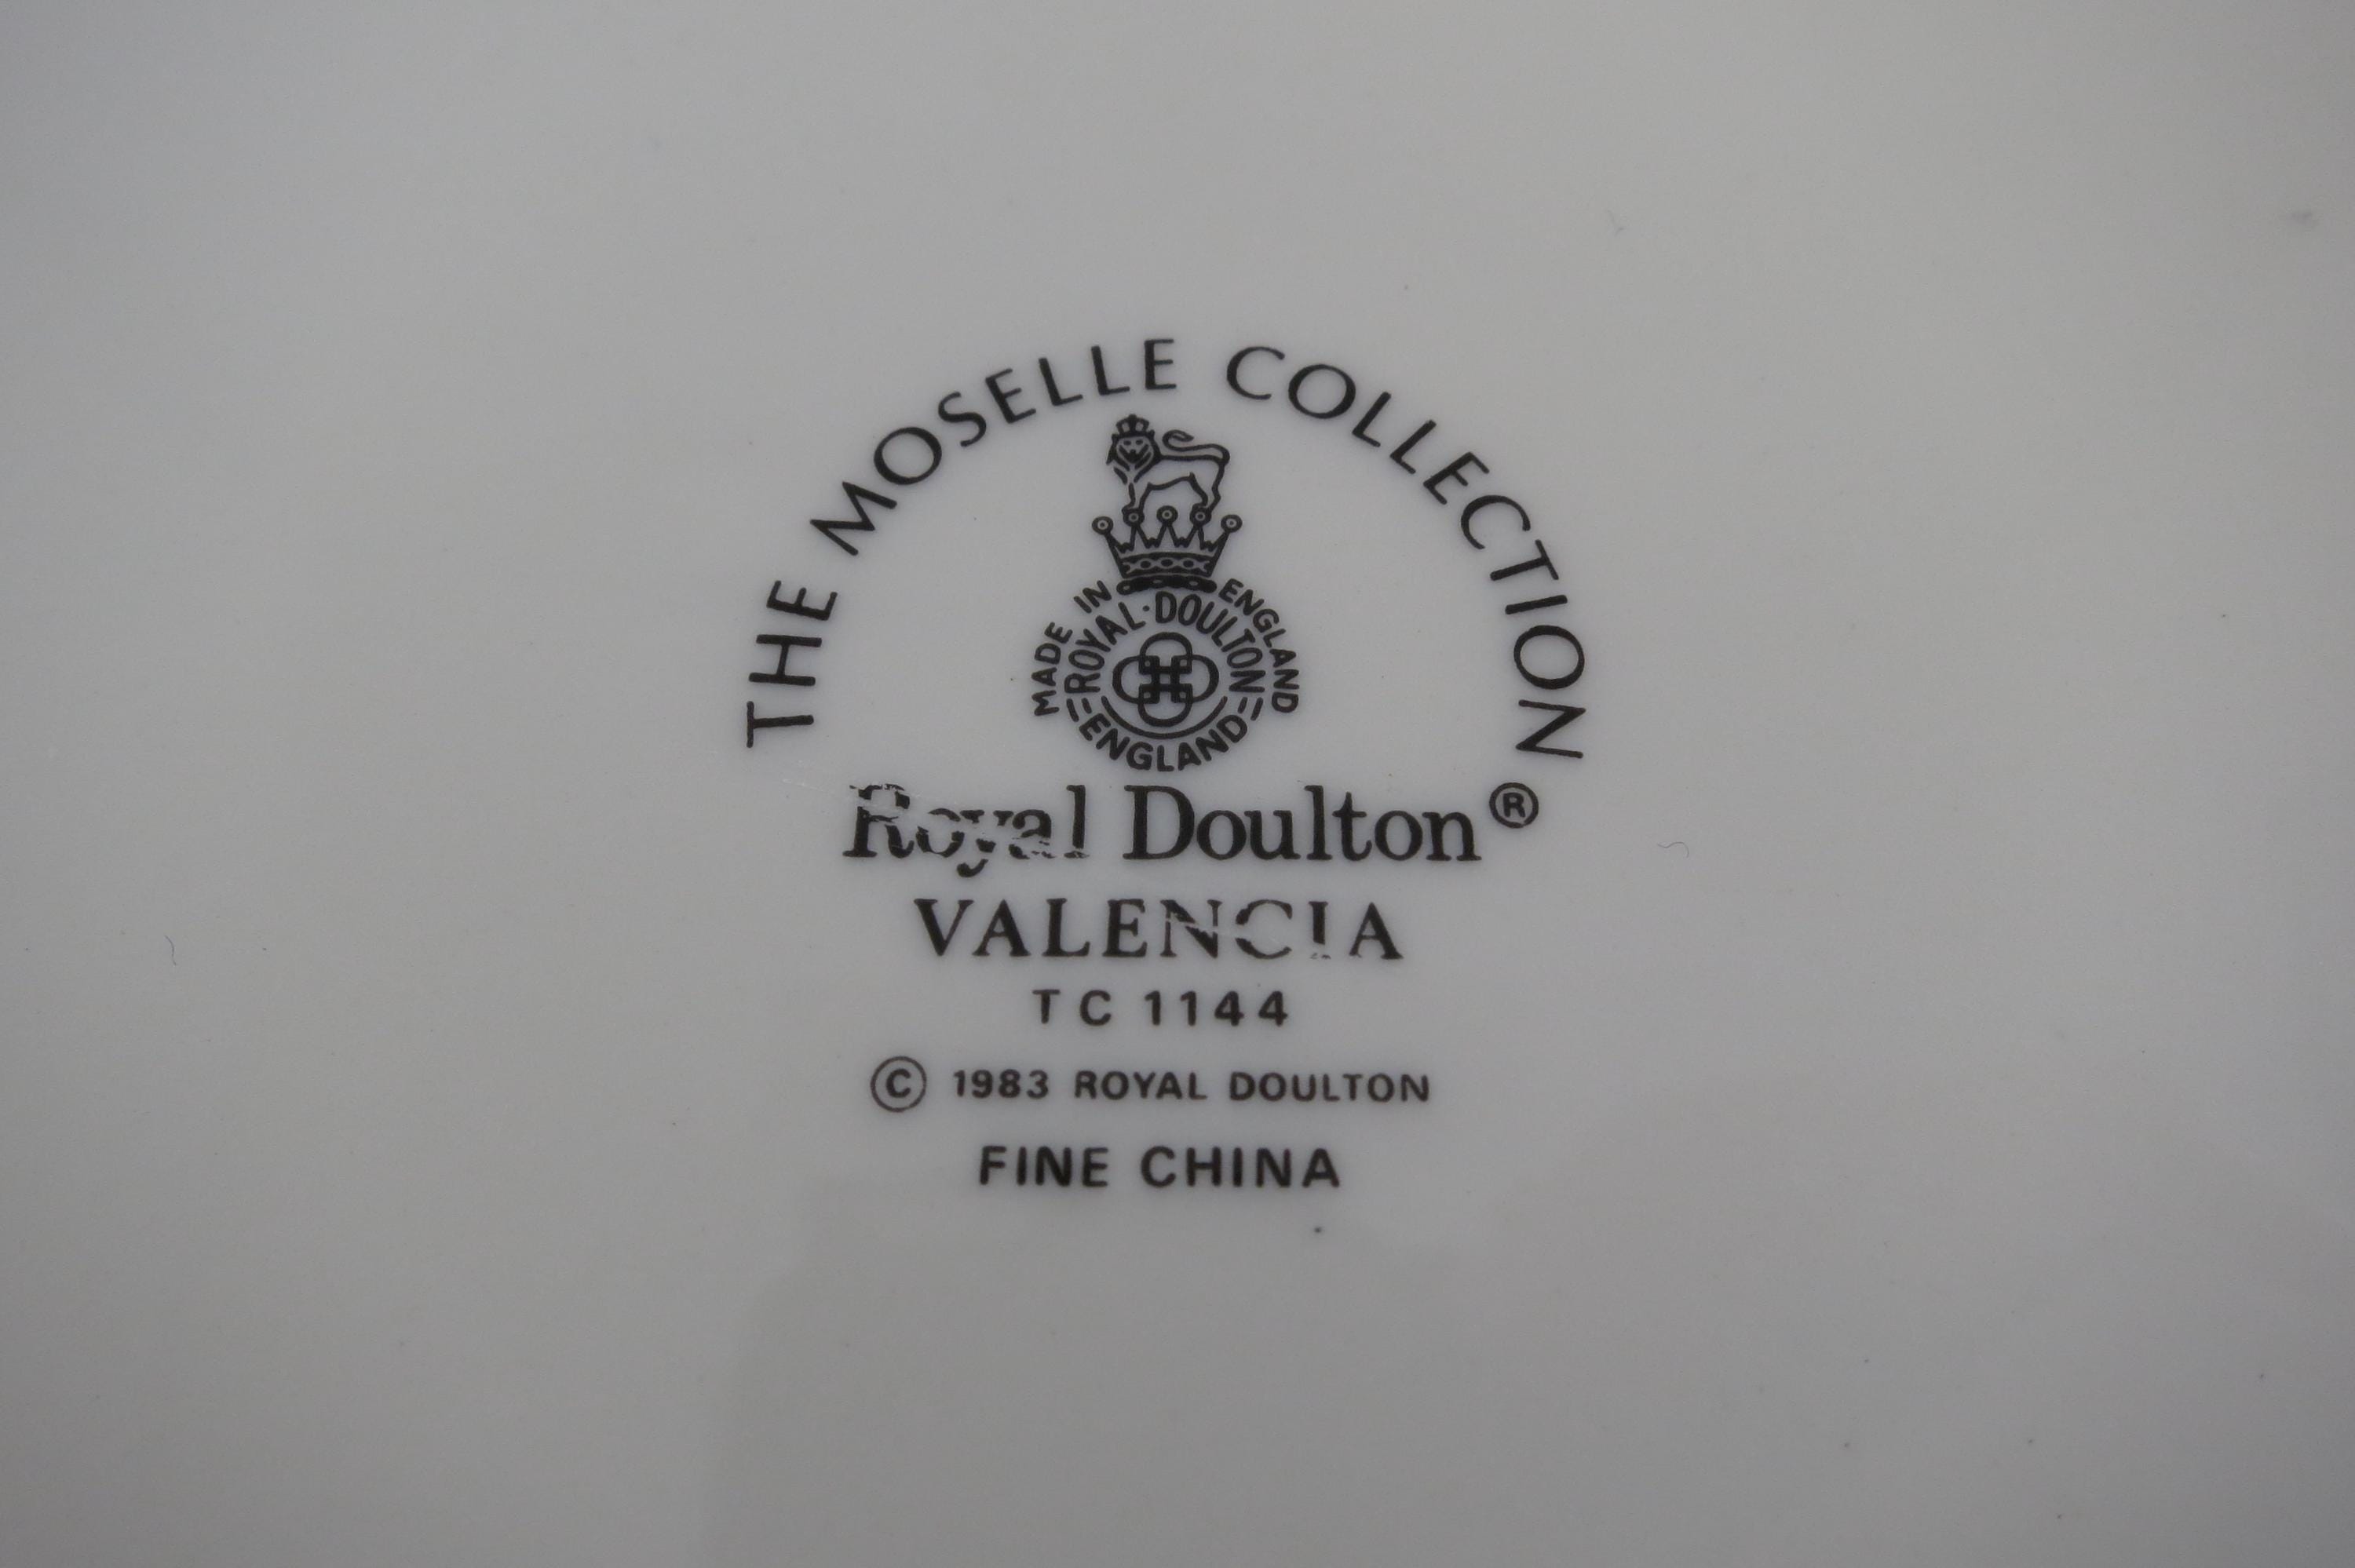 THE MOSELLE COLLECTION
MADE IN ENGLAND
ROYAL·DOULTON
ENGLAND
Royal Doulton®
VALENCIA
TC 1144
© 1983 ROYAL DOULTON
FINE CHINA